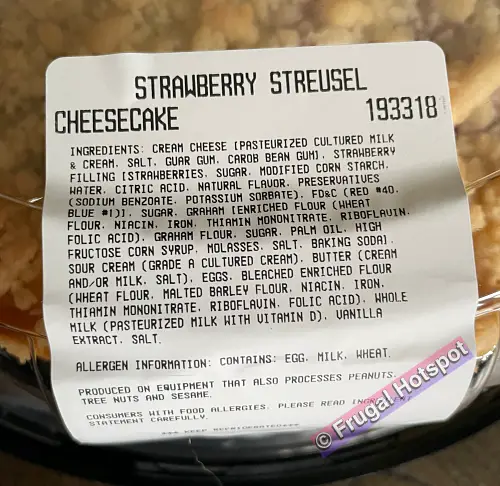 STRAWBERRY STREUSEL
CHEESECAKE 193318
INGREDIENTS: CREAM CHEESE [PASTEURIZED CULTURED MILK
& CREAM, SALT, GUAR GUM, CAROB BEAN GUM], STRAWBERRY
FILLING [STRAWBERRIES, SUGAR, MODIFIED CORN STARCH,
WATER, CITRIC ACID, NATURAL FLAVOR, PRESERVATIVES
(SODIUM BENZOATE, POTASSIUM SORBATE), FD&C (RED #40,
BLUE #1)], SUGAR, GRAHAM [ENRICHED FLOUR (WHEAT
FLOUR, NIACIN, IRON, THIAMIN MONONITRATE, RIBOFLAVIN,
FOLIC ACID), GRAHAM FLOUR, SUGAR, PALM OIL, HIGH
FRUCTOSE CORN SYRUP, MOLASSES, SALT, BAKING SODA],
SOUR CREAM (GRADE A CULTURED CREAM), BUTTER (CREAM
AND/OR MILK, SALT), EGGS, BLEACHED ENRICHED FLOUR
(WHEAT FLOUR, MALTED BARLEY FLOUR, NIACIN, IRON,
THIAMIN MONONITRATE, RIBOFLAVIN, FOLIC ACID), WHOLE
MILK (PASTEURIZED MILK WITH VITAMIN D), VANILLA
EXTRACT, SALT.
ALLERGEN INFORMATION: CONTAINS: EGG, MILK, WHEAT.
PRODUCED ON EQUIPMENT THAT ALSO PROCESSES PEANUTS,
TREE NUTS AND SESAME.
CONSUMERS WITH FOOD ALLERGIES, PLEASE READ
STATEMENT CAREFULLY.
*** KEEP REFRIGERATED***
© Frugal Hotspot